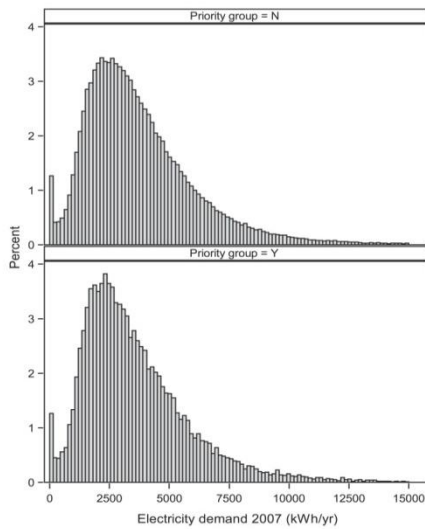 Priority group = N
4
3
2
1
0
Percent
Priority group = Y
4
3
2
1
0
0 2500 5000 7500 10000 12500 15000
Electricity demand 2007 (kWh/yr)